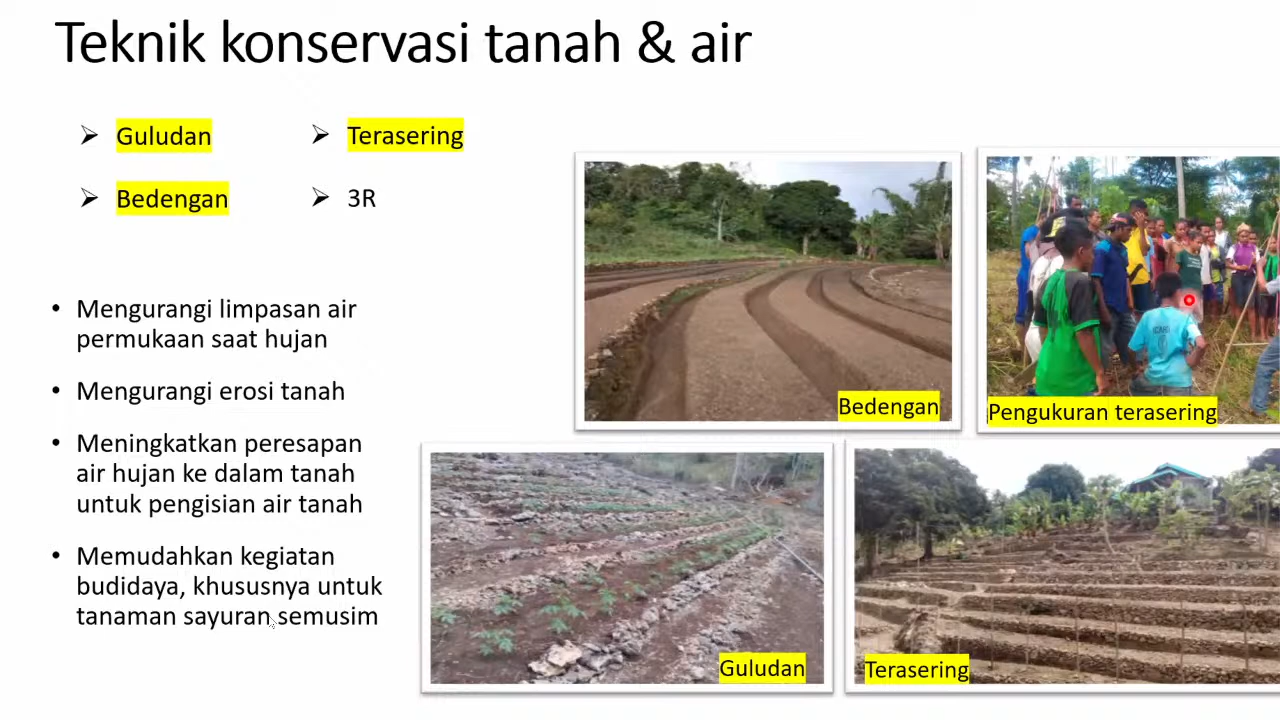 Teknik konservasi tanah & air
Guludan
Terasering
Bedengan
3R
Mengurangi limpasan air
permukaan saat hujan
Mengurangi erosi tanah
Meningkatkan peresapan
air hujan ke dalam tanah
untuk pengisian air tanah
Memudahkan kegiatan
budidaya, khususnya untuk
tanaman sayuran semusim
Bedengan
Pengukuran terasering
Guludan
Terasering